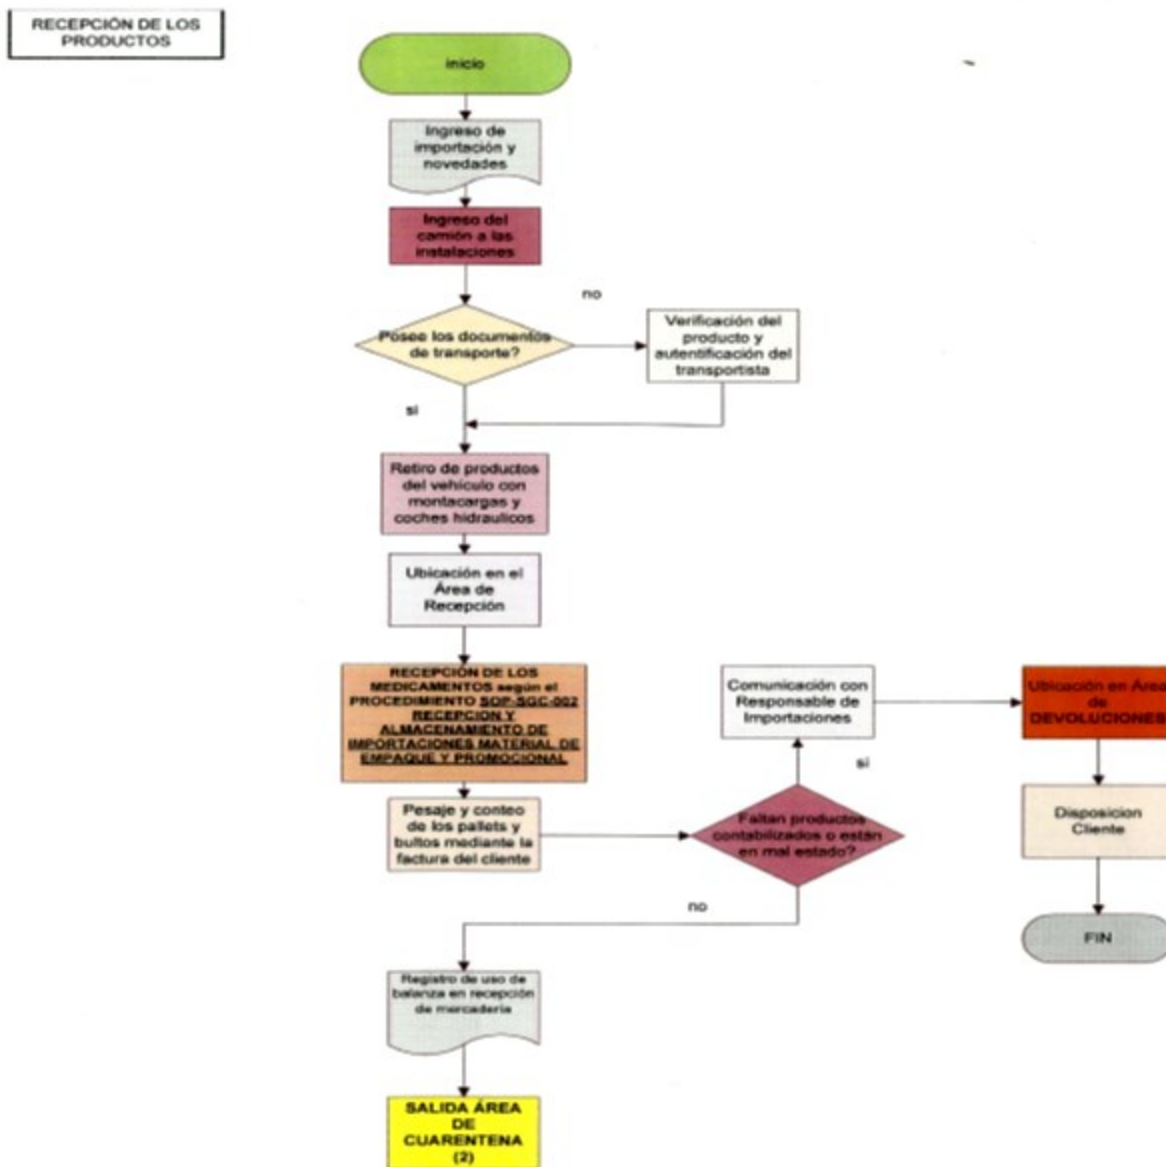 RECEPCIÓN DE LOS
PRODUCTOS
inicio
Ingreso de
importación y
novedades
Ingreso del
camión a las
instalaciones
no
Posee los documentos
de transporte?
Verificación del
producto y
autentificación del
transportista
si
Retiro de productos
del vehículo con
montacargas y
coches hidraulicos
Ubicación en el
Área de
Recepción
RECEPCIÓN DE LOS
MEDICAMENTOS según el
PROCEDIMIENTO SOP-SGC-002
RECEPCION Y
ALMACENAMIENTO DE
IMPORTACIONES MATERIAL DE
EMPAQUE Y PROMOCIONAL
Comunicación con
Responsable de
Importaciones
Ubicación en Área
de
DEVOLUCIONES
si
Pesaje y conteo
de los pallets y
bultos mediante la
factura del cliente
Faltan productos
contabilizados o están
en mal estado?
Disposicion
Cliente
no
FIN
Registro de uso de
balanza en recepción
de mercadería
SALIDA ÁREA
DE
CUARENTENA
(2)